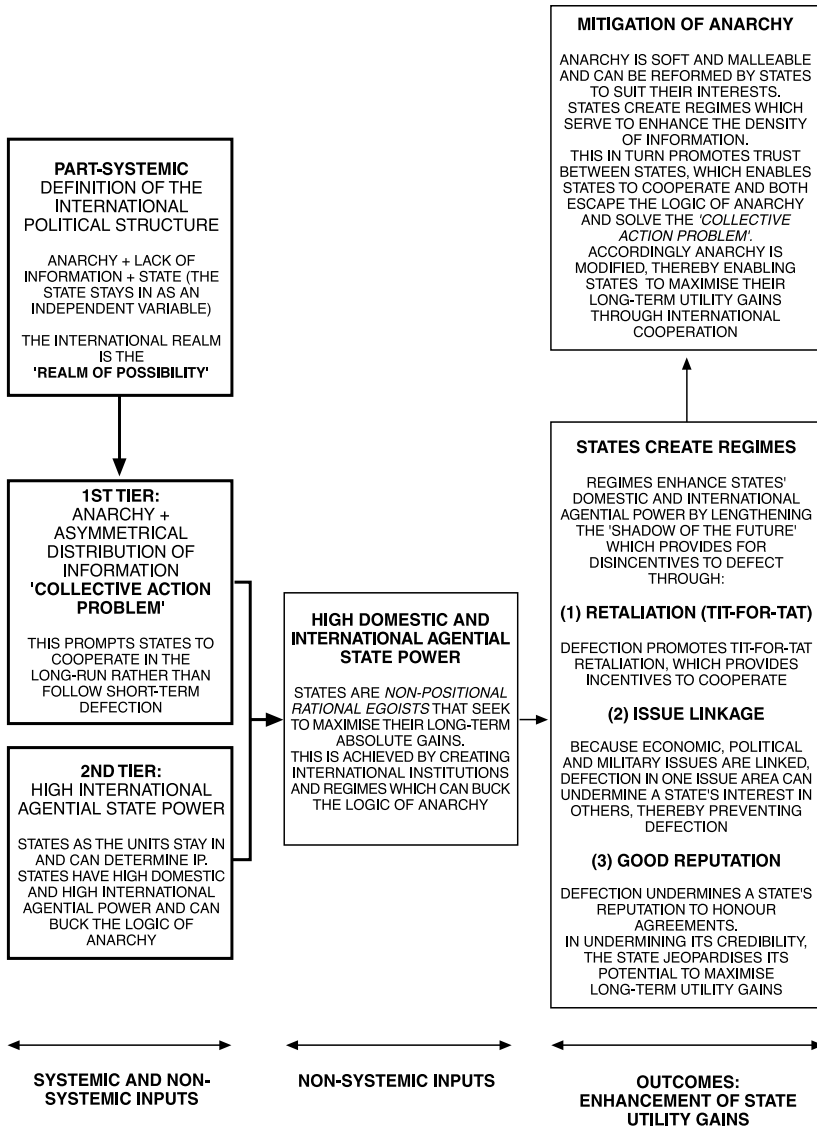 PART-SYSTEMIC
DEFINITION OF THE
INTERNATIONAL
POLITICAL STRUCTURE
ANARCHY + LACK OF
INFORMATION + STATE (THE
STATE STAYS IN AS AN
INDEPENDENT VARIABLE)
THE INTERNATIONAL REALM
IS THE
'REALM OF POSSIBILITY'
1ST TIER:
ANARCHY +
ASYMMETRICAL
DISTRIBUTION OF
INFORMATION
'COLLECTIVE ACTION
PROBLEM'
THIS PROMPTS STATES TO
COOPERATE IN THE
LONG-RUN RATHER THAN
FOLLOW SHORT-TERM
DEFECTION
2ND TIER:
HIGH INTERNATIONAL
AGENTIAL STATE POWER
STATES AS THE UNITS STAY IN
AND CAN DETERMINE IP.
STATES HAVE HIGH DOMESTIC
AND HIGH INTERNATIONAL
AGENTIAL POWER AND CAN
BUCK THE LOGIC OF
ANARCHY
SYSTEMIC AND NON-
SYSTEMIC INPUTS
HIGH DOMESTIC AND
INTERNATIONAL AGENTIAL
STATE POWER
STATES ARE NON-POSITIONAL
RATIONAL EGOISTS THAT SEEK
TO MAXIMISE THEIR LONG-TERM
ABSOLUTE GAINS.
THIS IS ACHIEVED BY CREATING
INTERNATIONAL INSTITUTIONS
AND REGIMES WHICH CAN BUCK
THE LOGIC OF ANARCHY
NON-SYSTEMIC INPUTS
MITIGATION OF ANARCHY
ANARCHY IS SOFT AND MALLEABLE
AND CAN BE REFORMED BY STATES
TO SUIT THEIR INTERESTS.
STATES CREATE REGIMES WHICH
SERVE TO ENHANCE THE DENSITY
OF INFORMATION.
THIS IN TURN PROMOTES TRUST
BETWEEN STATES, WHICH ENABLES
STATES TO COOPERATE AND BOTH
ESCAPE THE LOGIC OF ANARCHY
AND SOLVE THE 'COLLECTIVE
ACTION PROBLEM'.
ACCORDINGLY ANARCHY IS
MODIFIED, THEREBY ENABLING
STATES TO MAXIMISE THEIR
LONG-TERM UTILITY GAINS
THROUGH INTERNATIONAL
COOPERATION
STATES CREATE REGIMES
REGIMES ENHANCE STATES'
DOMESTIC AND INTERNATIONAL
AGENTIAL POWER BY LENGTHENING
THE 'SHADOW OF THE FUTURE'
WHICH PROVIDES FOR
DISINCENTIVES TO DEFECT
THROUGH:
(1) RETALIATION (TIT-FOR-TAT)
DEFECTION PROMOTES TIT-FOR-TAT
RETALIATION, WHICH PROVIDES
INCENTIVES TO COOPERATE
(2) ISSUE LINKAGE
BECAUSE ECONOMIC, POLITICAL
AND MILITARY ISSUES ARE LINKED,
DEFECTION IN ONE ISSUE AREA CAN
UNDERMINE A STATE'S INTEREST IN
OTHERS, THEREBY PREVENTING
DEFECTION
(3) GOOD REPUTATION
DEFECTION UNDERMINES A STATE'S
REPUTATION TO HONOUR
AGREEMENTS.
IN UNDERMINING ITS CREDIBILITY,
THE STATE JEOPARDISES ITS
POTENTIAL TO MAXIMISE
LONG-TERM UTILITY GAINS
OUTCOMES:
ENHANCEMENT OF STATE
UTILITY GAINS